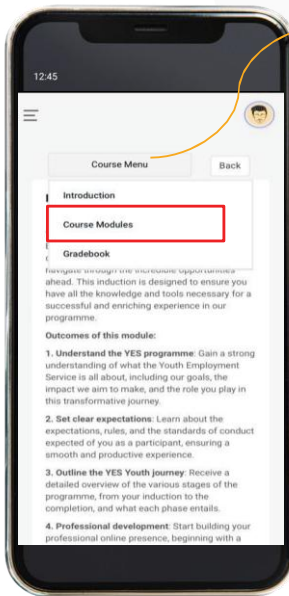 12:45
Course Menu
Back
Introduction
Course Modules
Gradebook
navigate through the incredible opportunities
ahead. This induction is designed to ensure you
have all the knowledge and tools necessary for a
successful and enriching experience in our
programme.
Outcomes of this module:
1. Understand the YES programme: Gain a strong
understanding of what the Youth Employment
Service is all about, including our goals, the
impact we aim to make, and the role you play in
this transformative journey.
2. Set clear expectations: Learn about the
expectations, rules, and the standards of conduct
expected of you as a participant, ensuring a
smooth and productive experience.
3. Outline the YES Youth journey: Receive a
detailed overview of the various stages of the
programme, from your induction to the
completion, and what each phase entails.
4. Professional development: Start building your
professional online presence, beginning with a